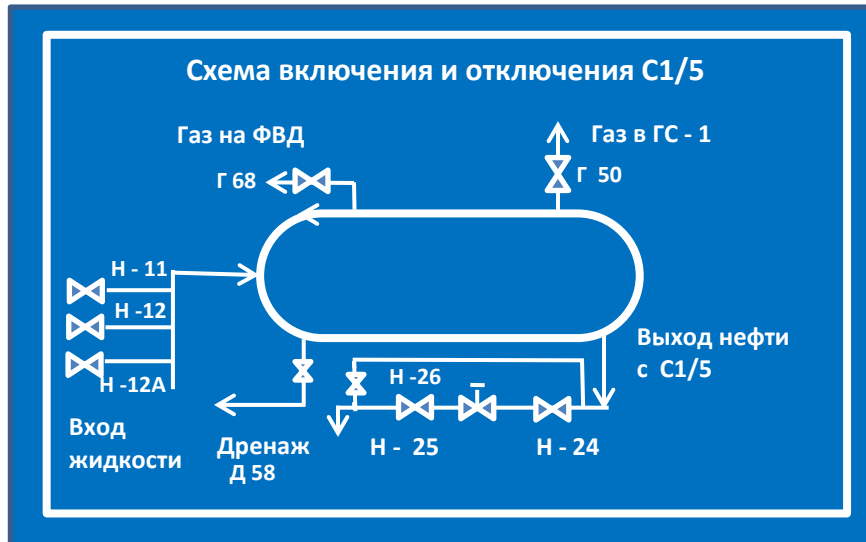 Схема включения и отключения С1/5
Газ на ФВД
Газ в ГС - 1
Г 68
Г 50
Н - 11
Н -12
Н -12А
Вход
жидкости
Дренаж
Д 58
Н -26
Н - 25
Н - 24
Выход нефти
с С1/5